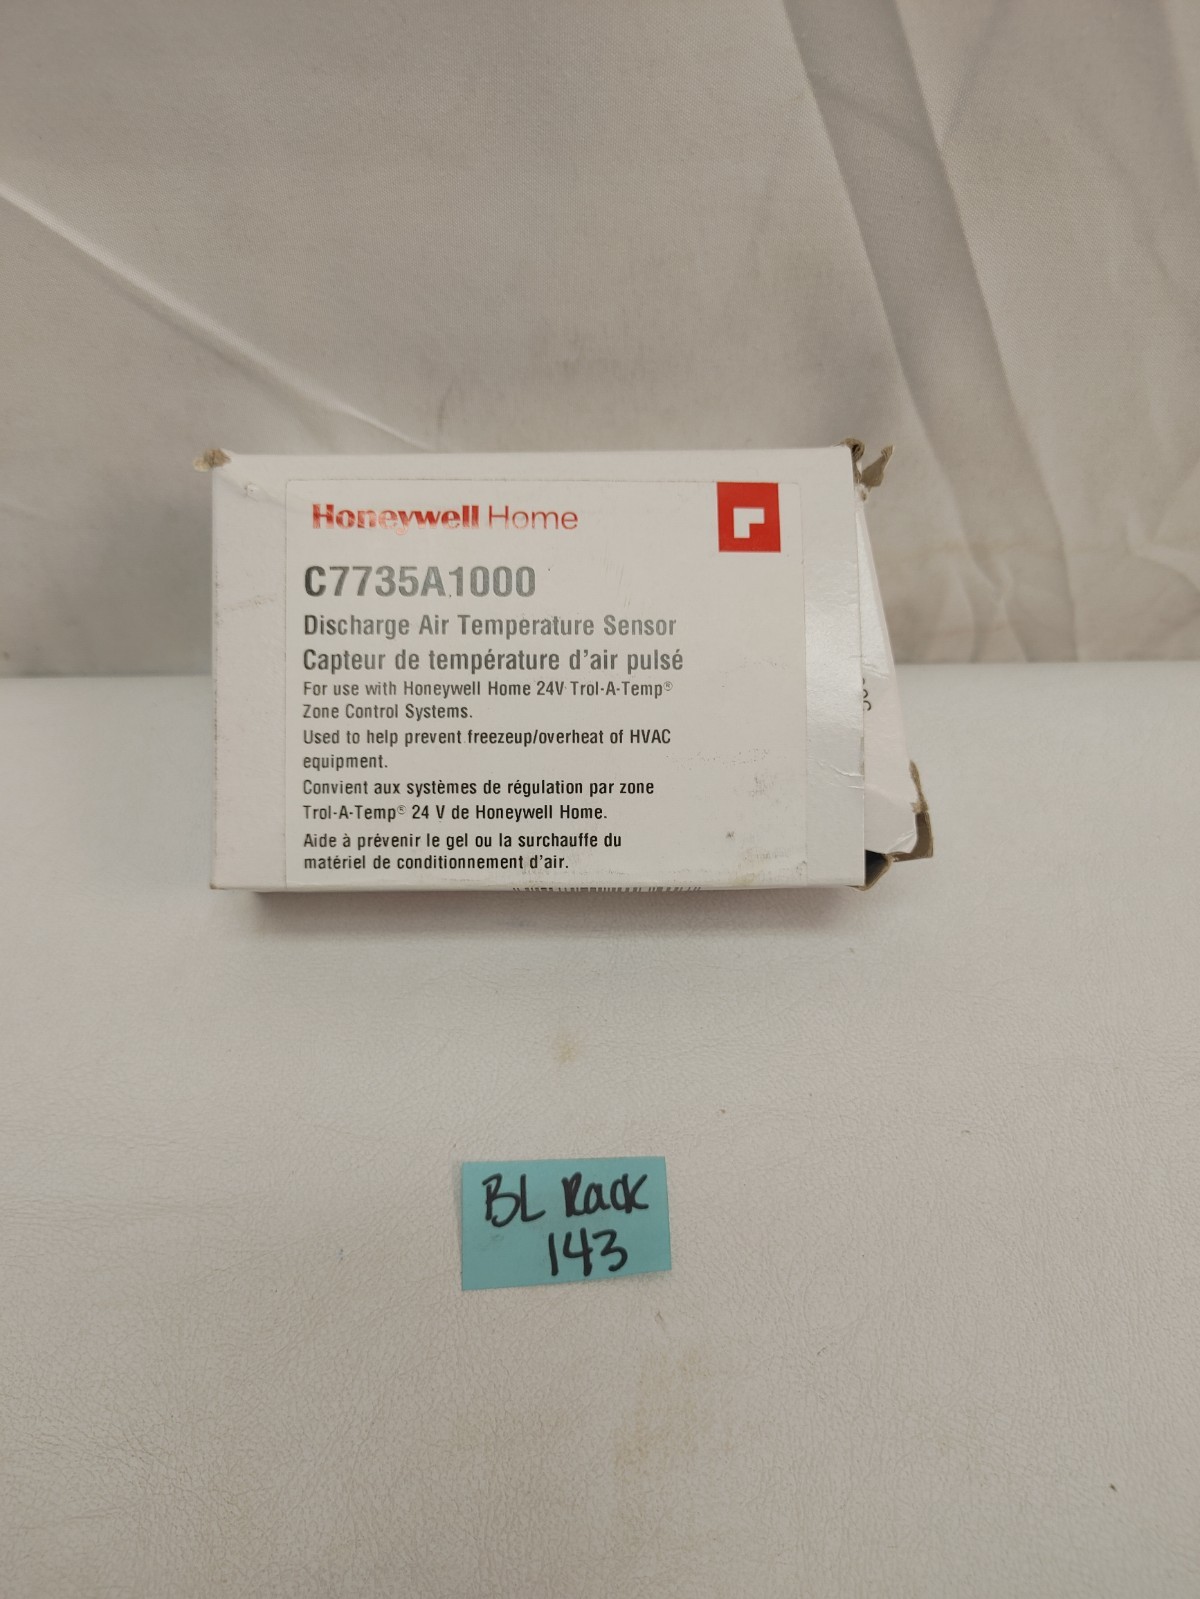 Honeywell Home
C7735A1000
Discharge Air Temperature Sensor
Capteur de température d'air pulsé
For use with Honeywell Home 24V Trol-A-Temp®
Zone Control Systems.
Used to help prevent freezeup/overheat of HVAC
equipment.
Convient aux systèmes de régulation par zone
Trol-A-Temp® 24 V de Honeywell Home.
Aide à prévenir le gel ou la surchauffe du
matériel de conditionnement d'air.
BL Rack
143